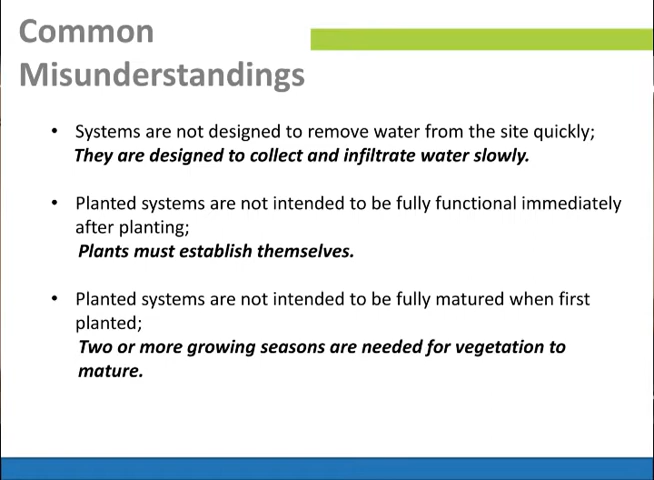 Common
Misunderstandings
• Systems are not designed to remove water from the site quickly;
They are designed to collect and infiltrate water slowly.
• Planted systems are not intended to be fully functional immediately
after planting;
Plants must establish themselves.
• Planted systems are not intended to be fully matured when first
planted;
Two or more growing seasons are needed for vegetation to
mature.